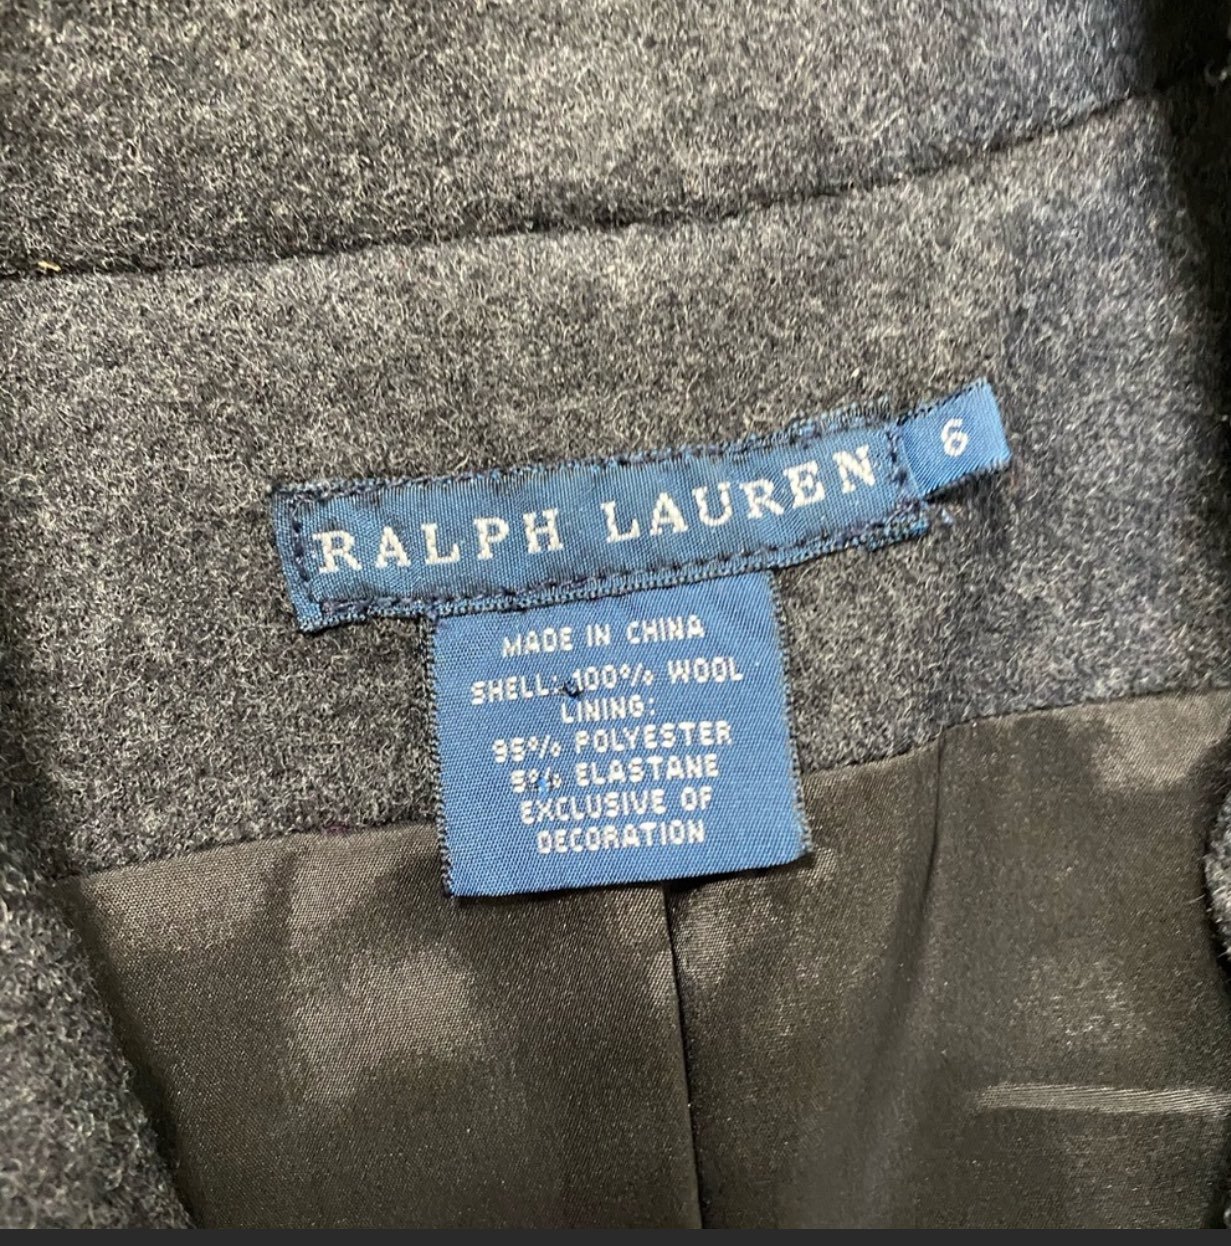 RALPH LAUREN 6
MADE IN CHINA
SHELL: 100% WOOL
LINING:
95% POLYESTER
5% ELASTANE
EXCLUSIVE OF
DECORATION